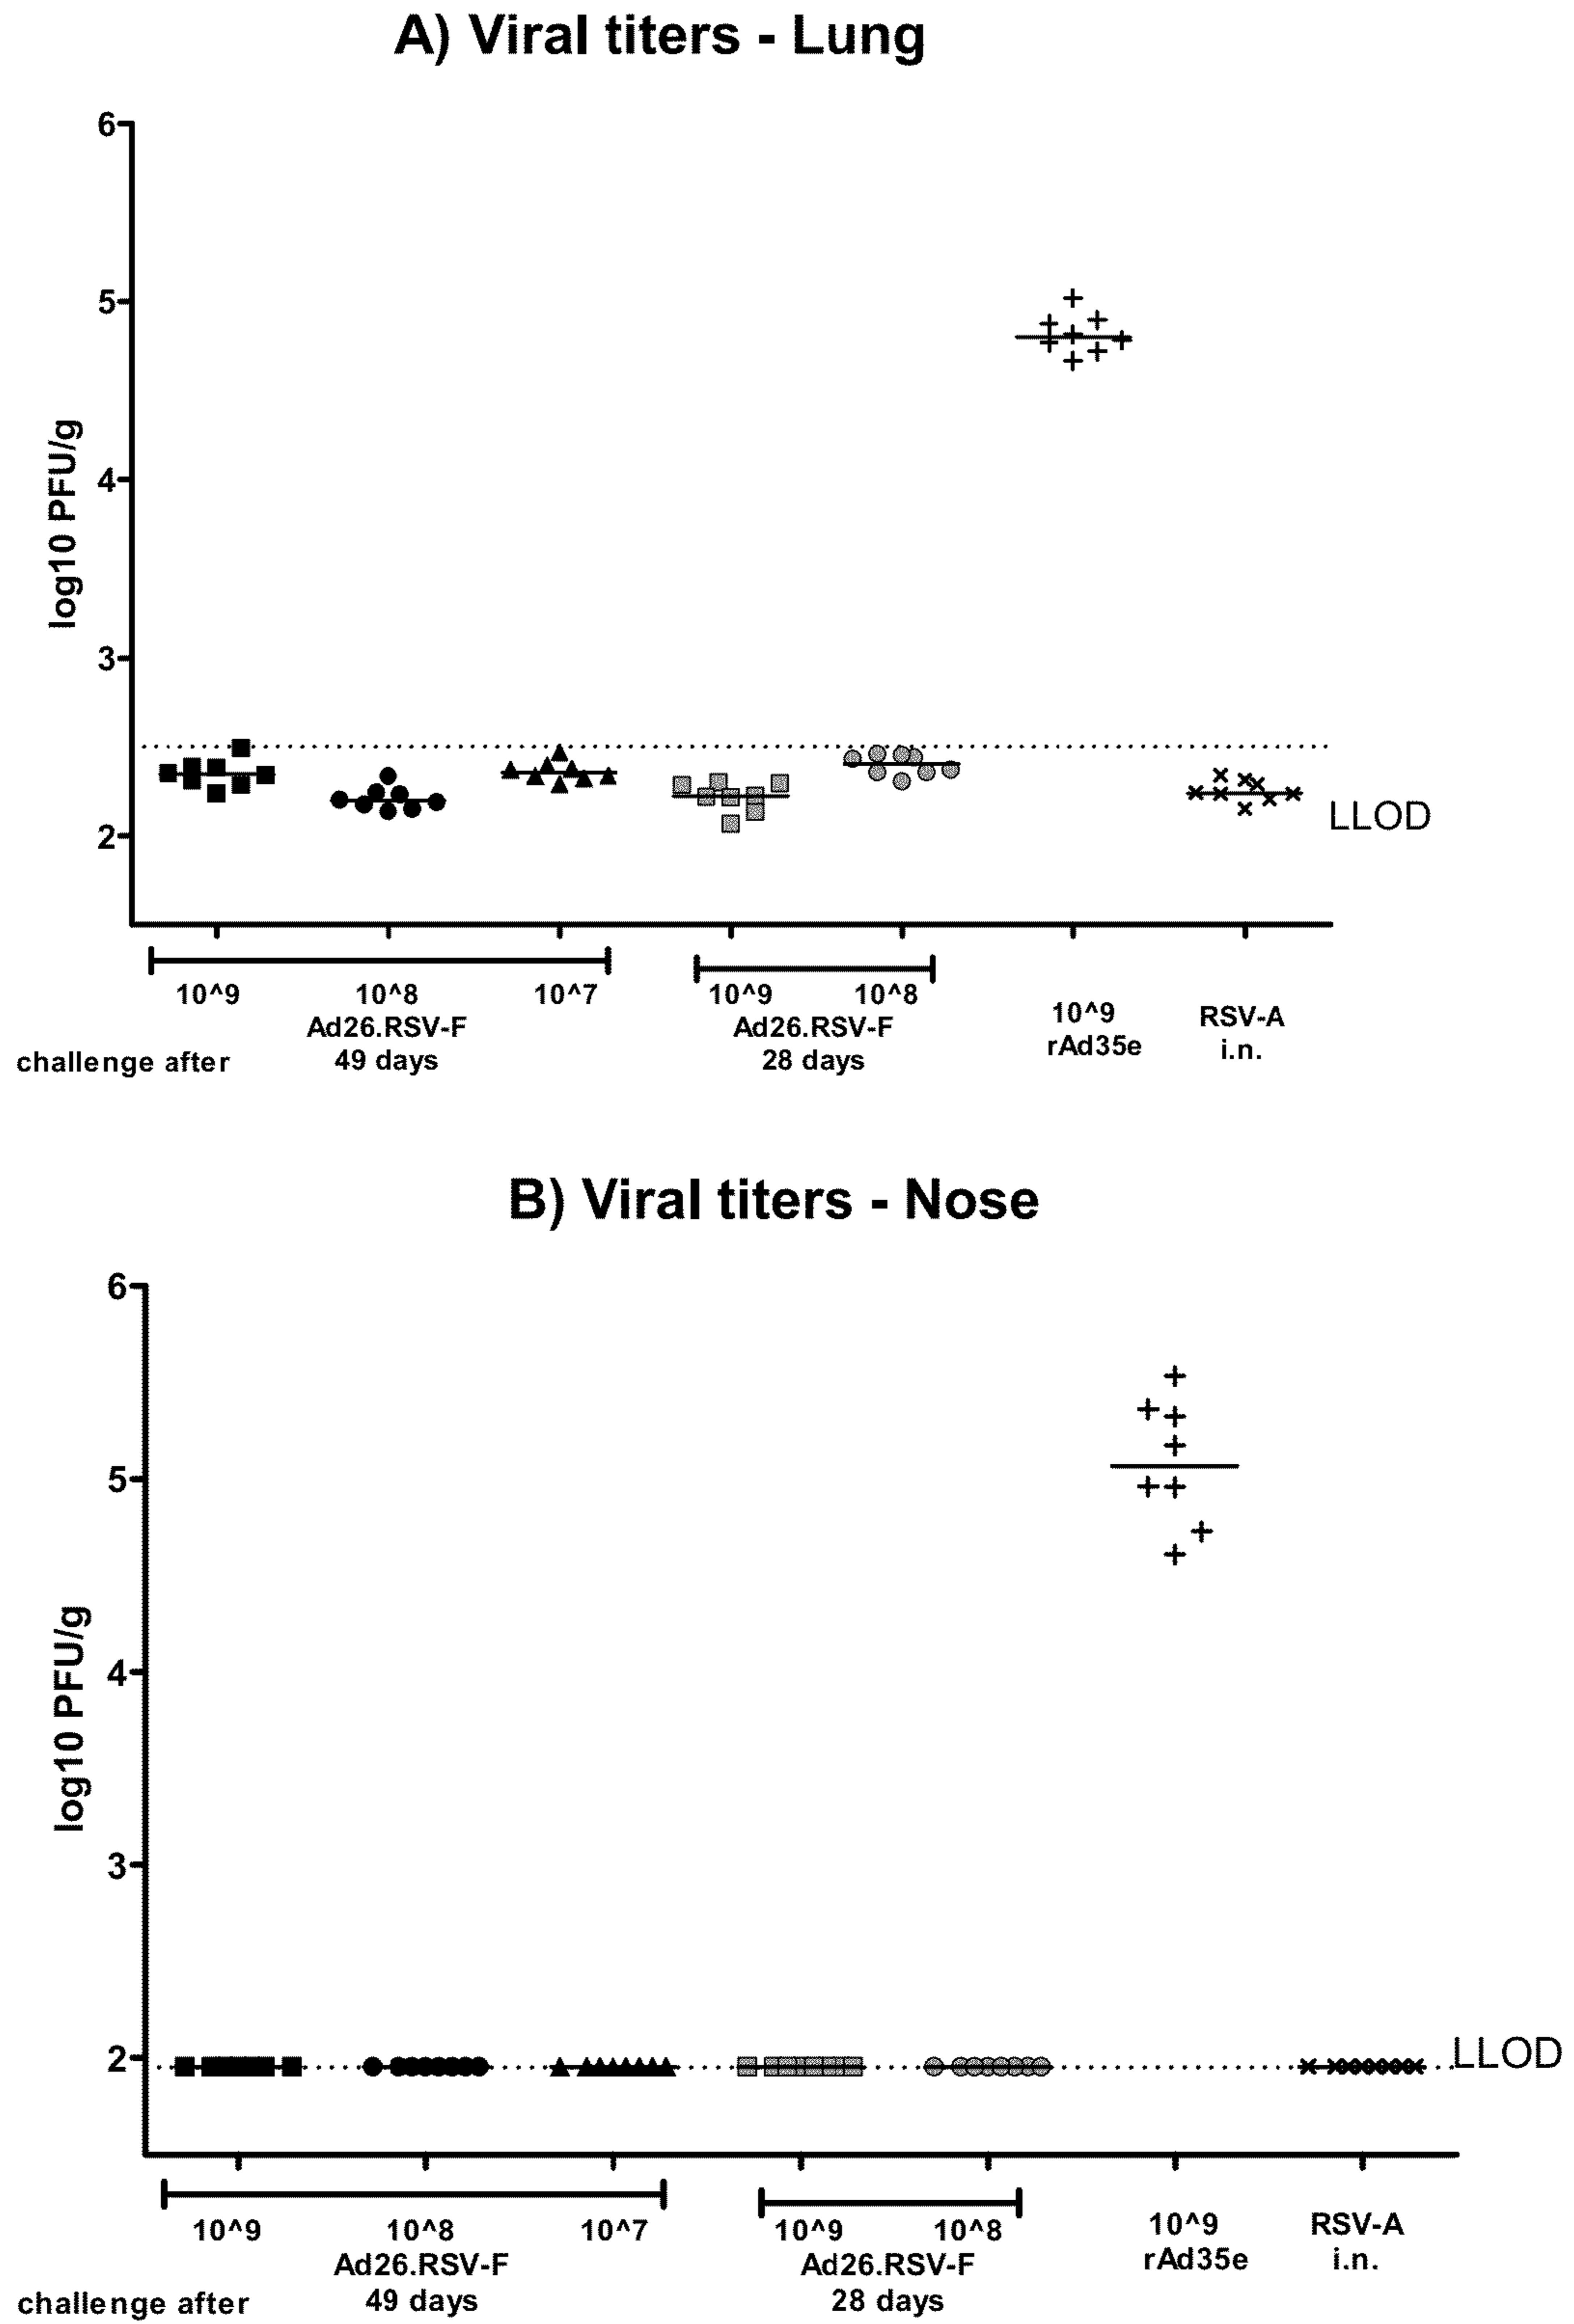 A) Viral titers - Lung
6
5
4
3
2
log10 PFU/g
LLOD
10^9 10^8 10^7 10^9 10^8 10^9 RSV-A
Ad26.RSV-F Ad26.RSV-F rAd35e i.n.
challenge after 49 days 28 days
B) Viral titers - Nose
6
5
4
3
2
log10 PFU/g
LLOD
10^9 10^8 10^7 10^9 10^8 10^9 RSV-A
Ad26.RSV-F Ad26.RSV-F rAd35e i.n.
challenge after 49 days 28 days